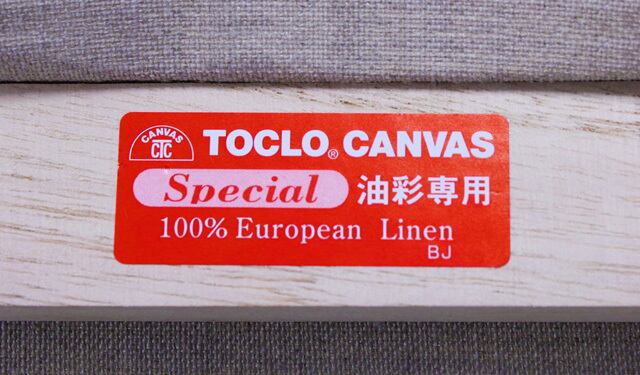 CANVAS
CTC
TOCLO® CANVAS
Special 油彩専用
100% European Linen
BJ